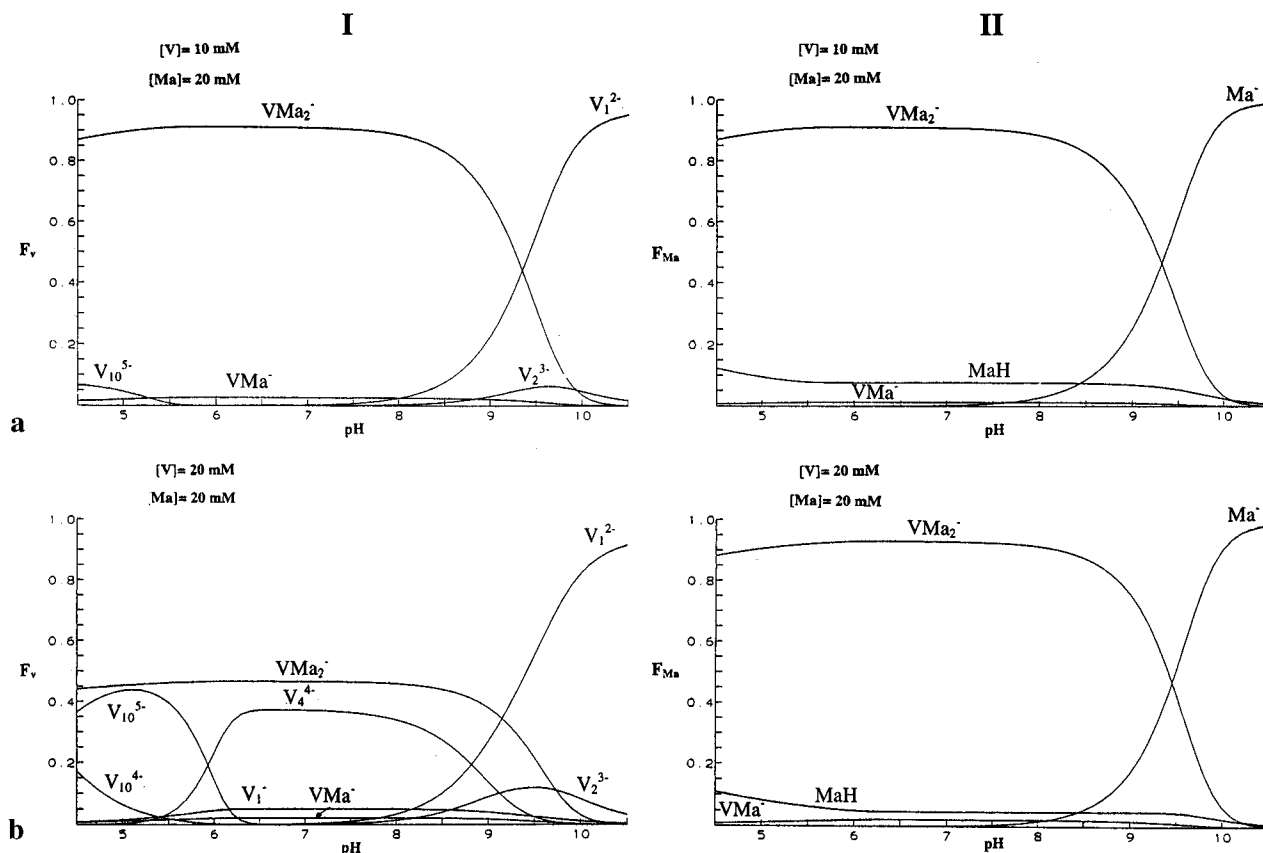 I
II
[V]= 10 mM
[Ma]= 20 mM
1.0
0.8
0.6
0.4
0.2
F_v
VMa₂⁻
V₁²⁻
V₁₀⁵⁻
VMa⁻
V₂³⁻
5 6 7 8 9 10
pH
a
[V]= 10 mM
[Ma]= 20 mM
1.0
0.8
0.6
0.4
0.2
F_Ma
VMa₂⁻
Ma⁻
MaH
VMa⁻
5 6 7 8 9 10
pH
[V]= 20 mM
[Ma]= 20 mM
1.0
0.8
0.6
0.4
0.2
F_v
V₁²⁻
VMa₂⁻
V₄⁴⁻
V₁₀⁵⁻
V₁₀⁴⁻
V₁⁻
VMa⁻
V₂³⁻
5 6 7 8 9 10
pH
b
[V]= 20 mM
[Ma]= 20 mM
1.0
0.8
0.6
0.4
0.2
F_Ma
VMa₂⁻
Ma⁻
VMa⁻
MaH
5 6 7 8 9 10
pH